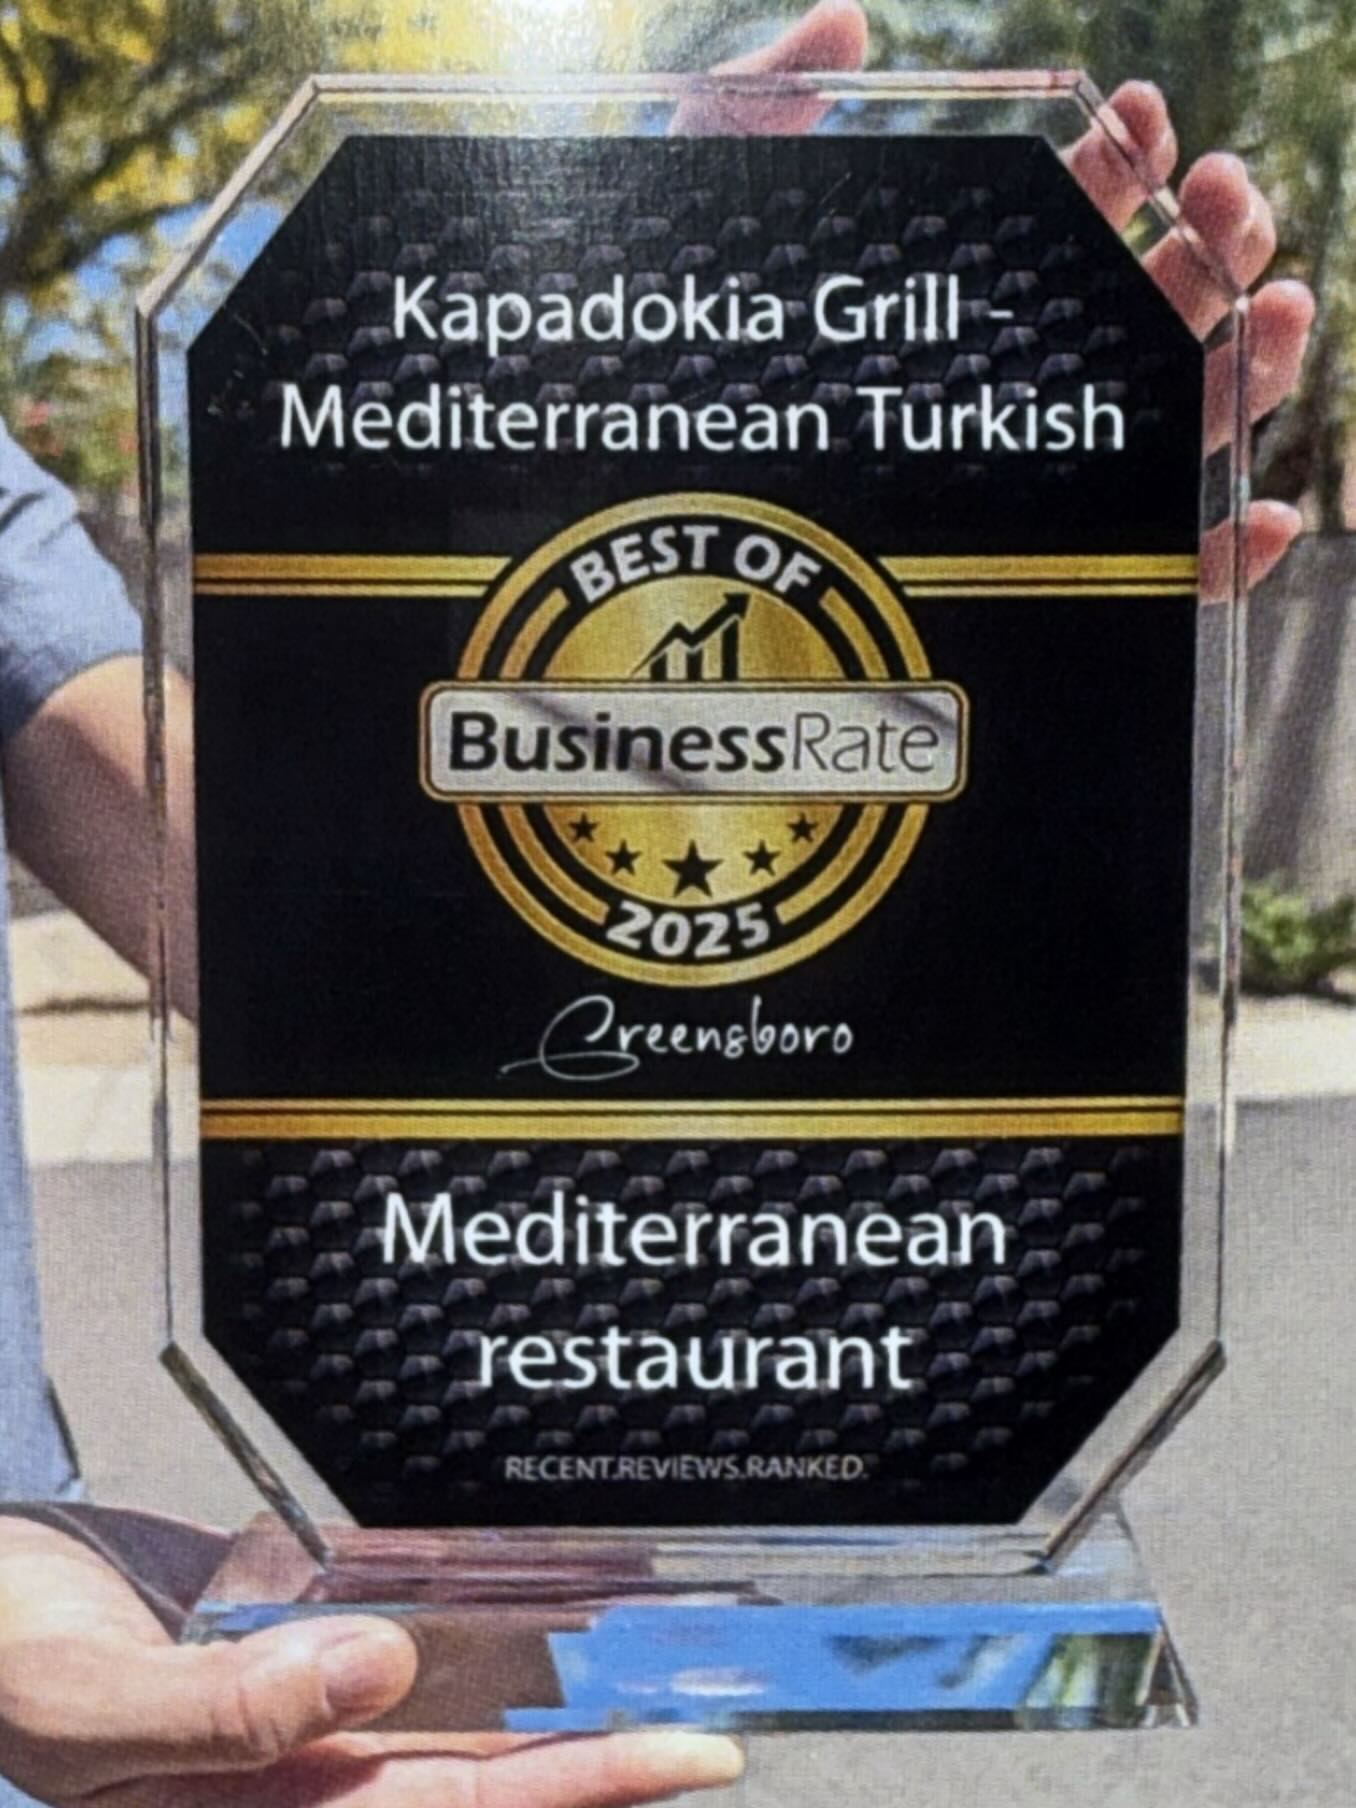 Kapadokia Grill -
Mediterranean Turkish
BEST OF
BusinessRate
2025
Greensboro
Mediterranean
restaurant
RECENT.REVIEWS.RANKED.